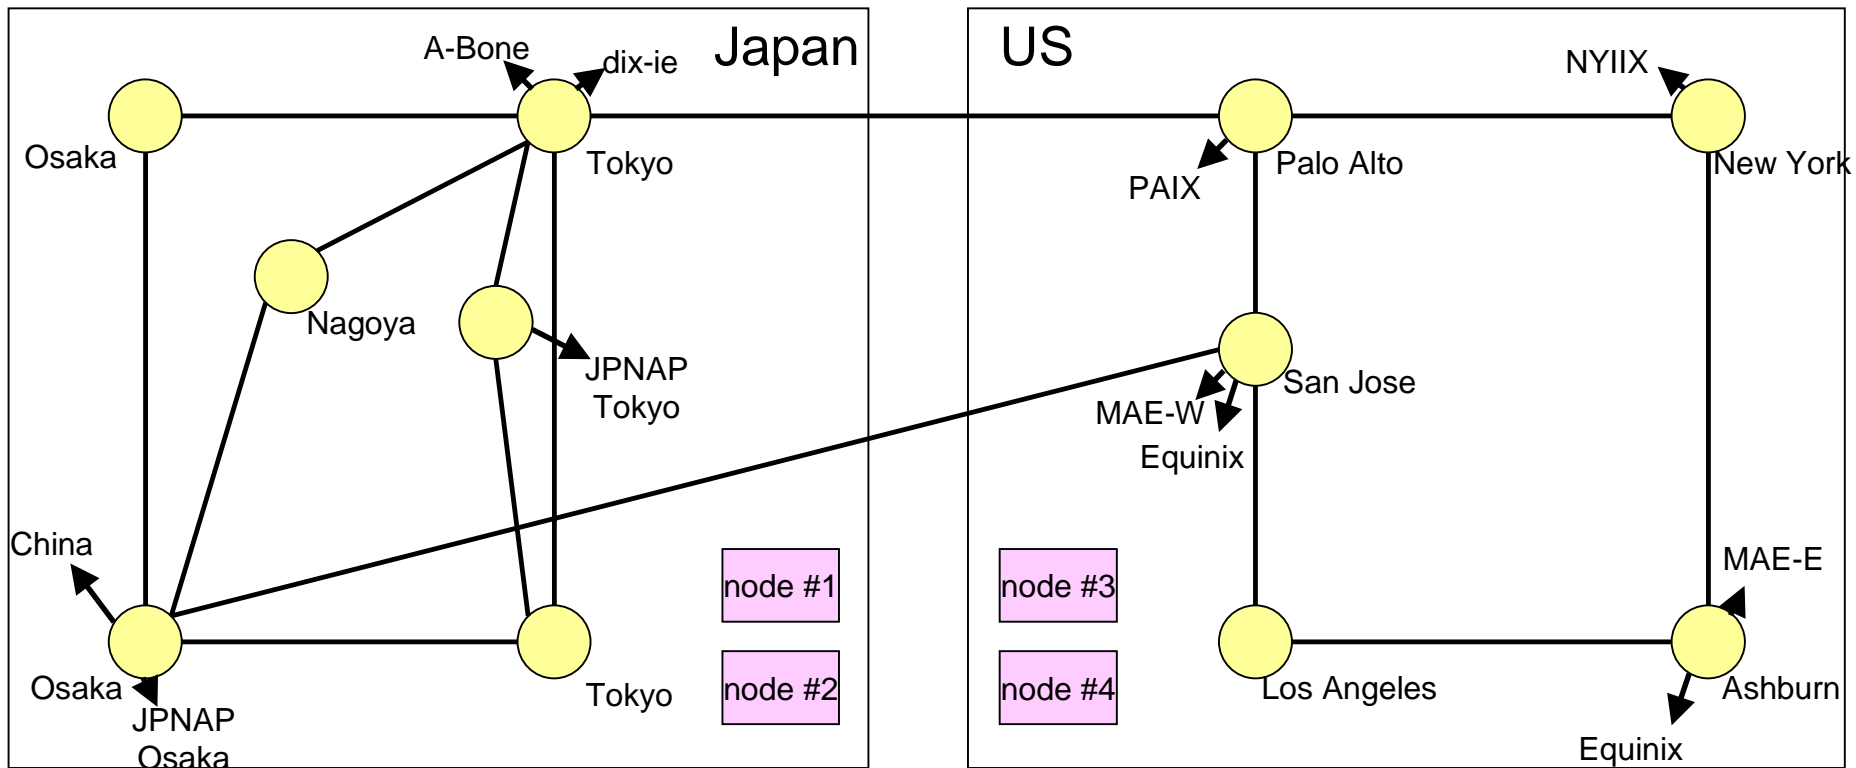 A-Bone
dix-ie
Japan
US
NYIIX
Osaka
Tokyo
Palo Alto
New York
PAIX
Nagoya
JPNAP
Tokyo
San Jose
MAE-W
Equinix
China
node #1
node #3
MAE-E
Osaka
Tokyo
node #2
node #4
Los Angeles
Ashburn
JPNAP
Osaka
Equinix